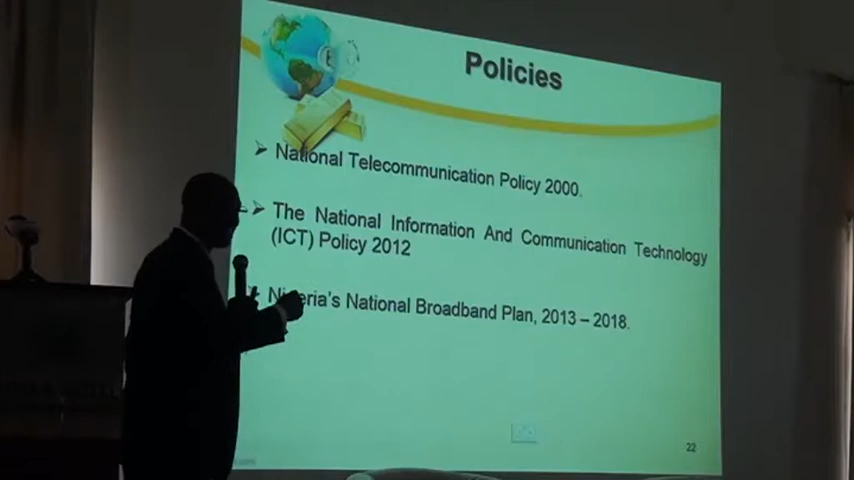 Policies
National Telecommunication Policy 2000.
The National Information And Communication Technology
(ICT) Policy 2012
Nigeria's National Broadband Plan, 2013 – 2018.
22